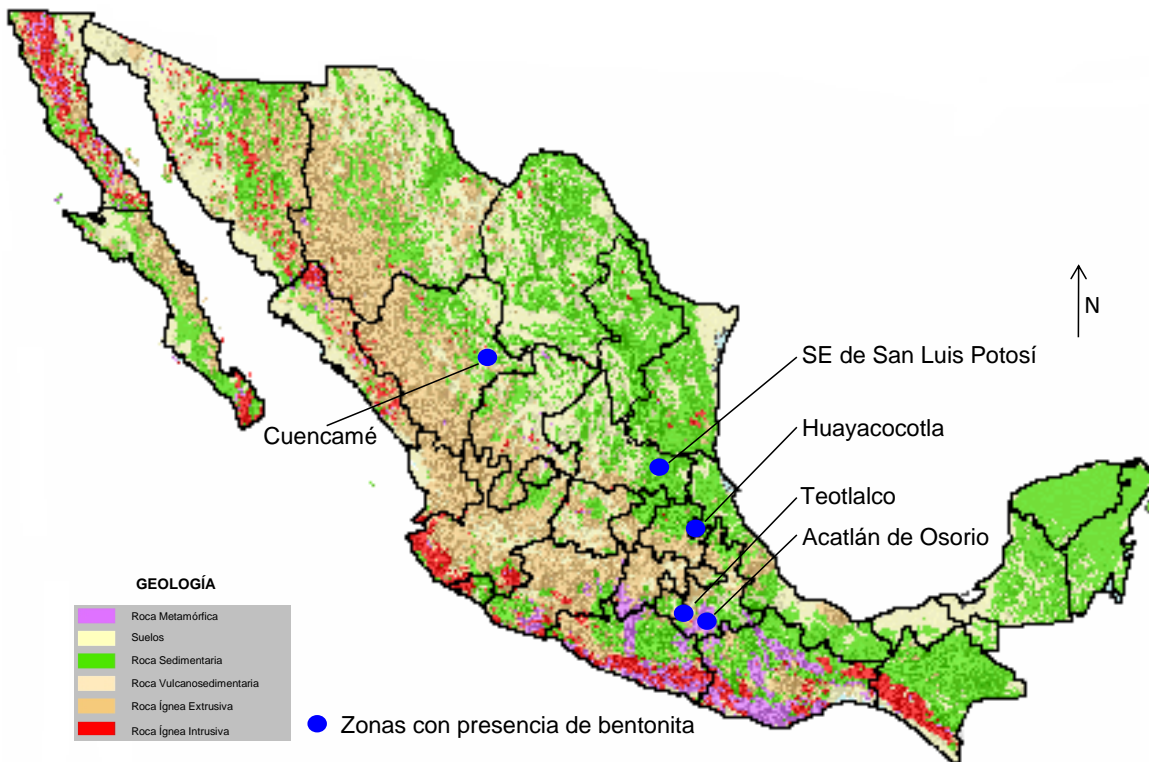 N
SE de San Luis Potosí
Huayacocotla
Cuencamé
Teotlalco
Acatlán de Osorio
GEOLOGÍA
Roca Metamórfica
Suelos
Roca Sedimentaria
Roca Vulcanosedimentaria
Roca Ígnea Extrusiva
Roca Ígnea Intrusiva
Zonas con presencia de bentonita